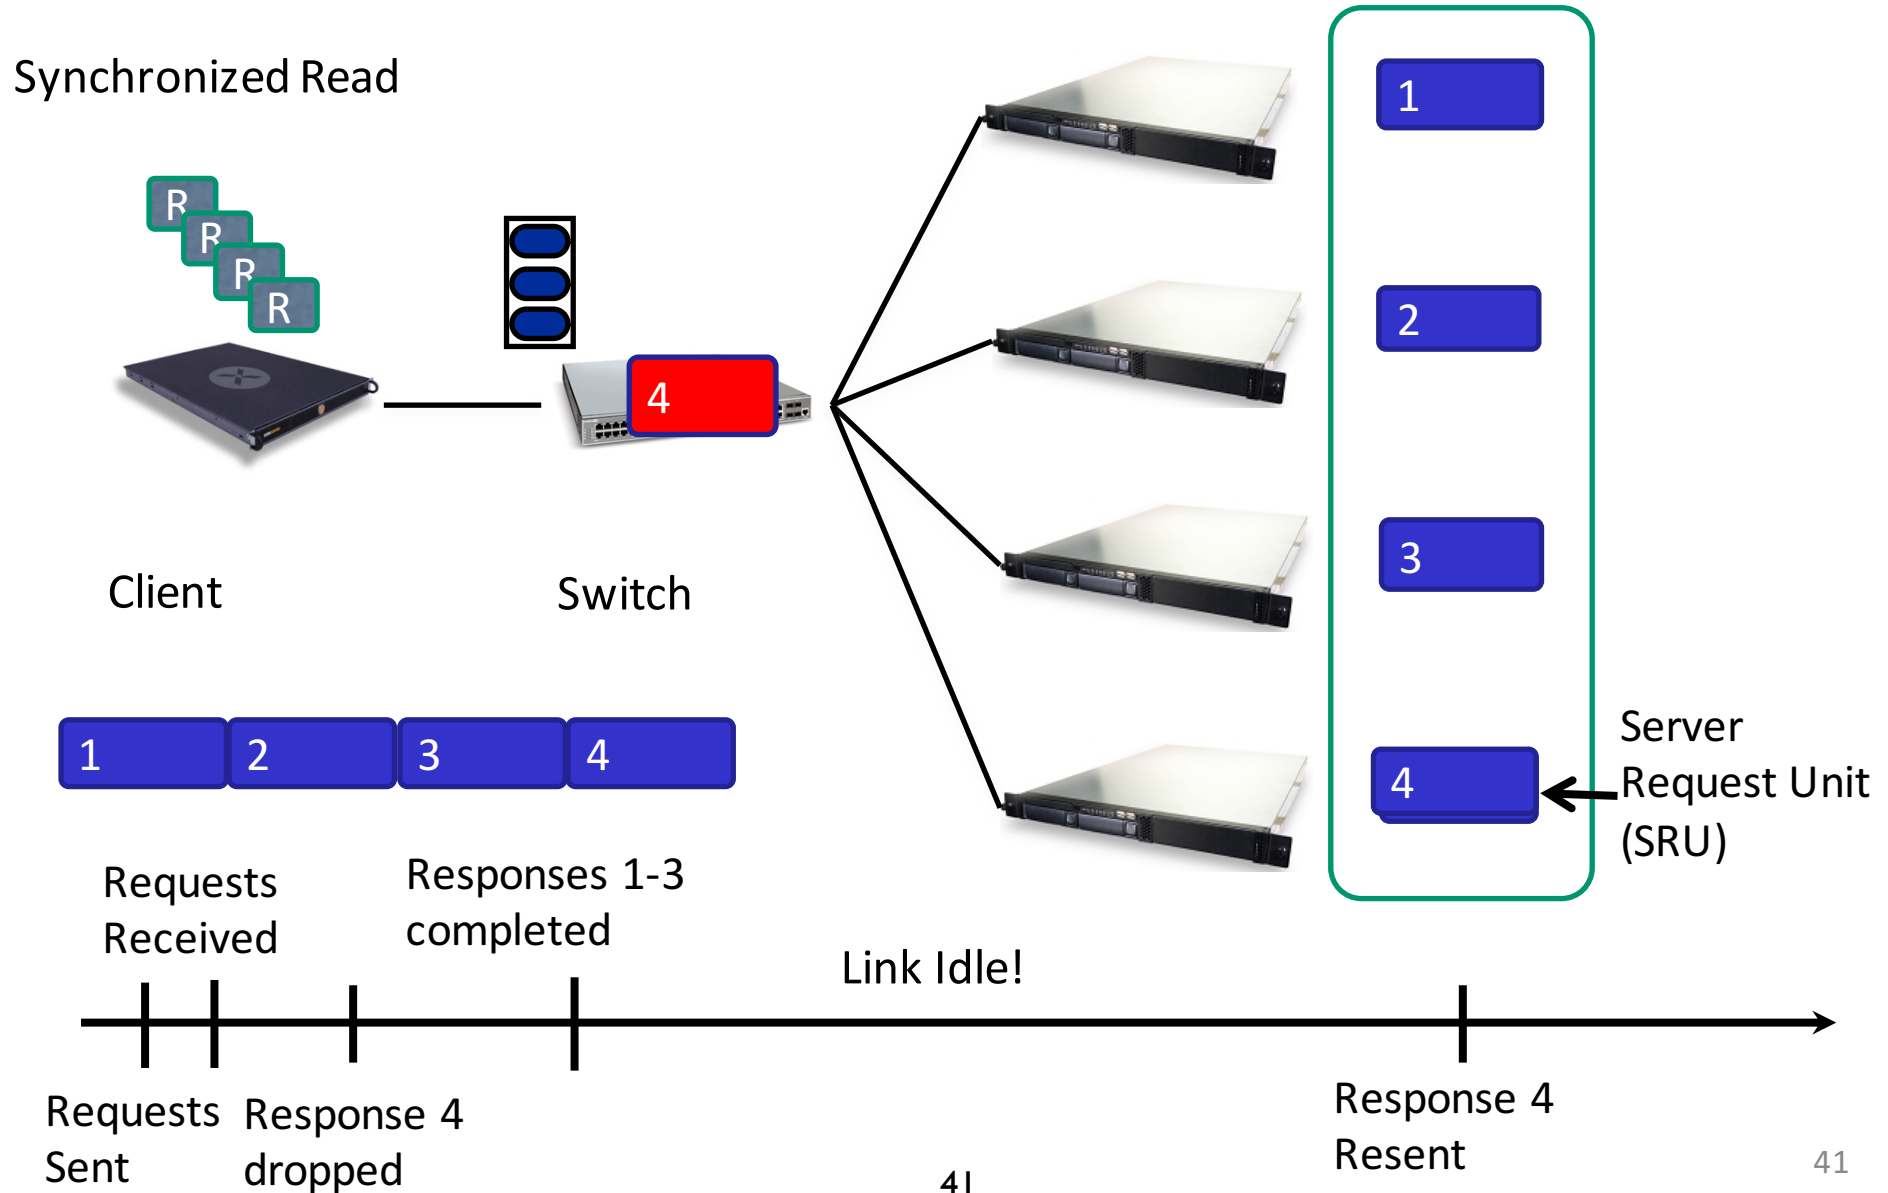 Synchronized Read
R
R
R
R
4
1
2
3
4
Client
Switch
Server
Request Unit
(SRU)
1 2 3 4
Requests
Received
Responses 1-3
completed
Link Idle!
Requests
Sent
Response 4
dropped
Response 4
Resent
41
41